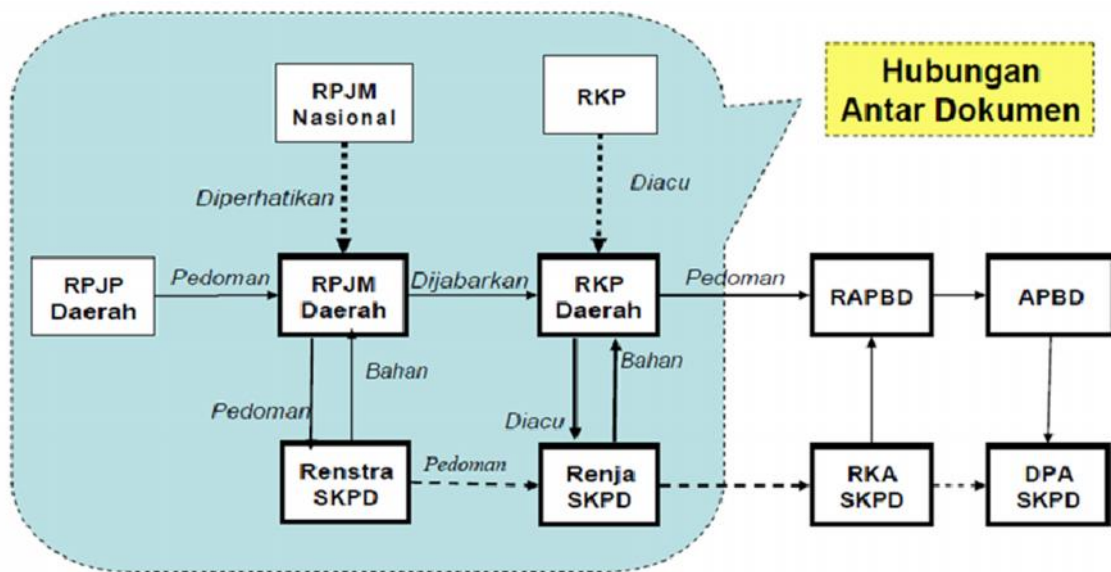 RPJM
Nasional
RKP
Hubungan
Antar Dokumen
Diperhatikan
Diacu
RPJP
Daerah
Pedoman
RPJM
Daerah
Dijabarkan
RKP
Daerah
Pedoman
RAPBD
APBD
Pedoman
Bahan
Diacu
Bahan
Renstra
SKPD
Pedoman
Renja
SKPD
RKA
SKPD
DPA
SKPD